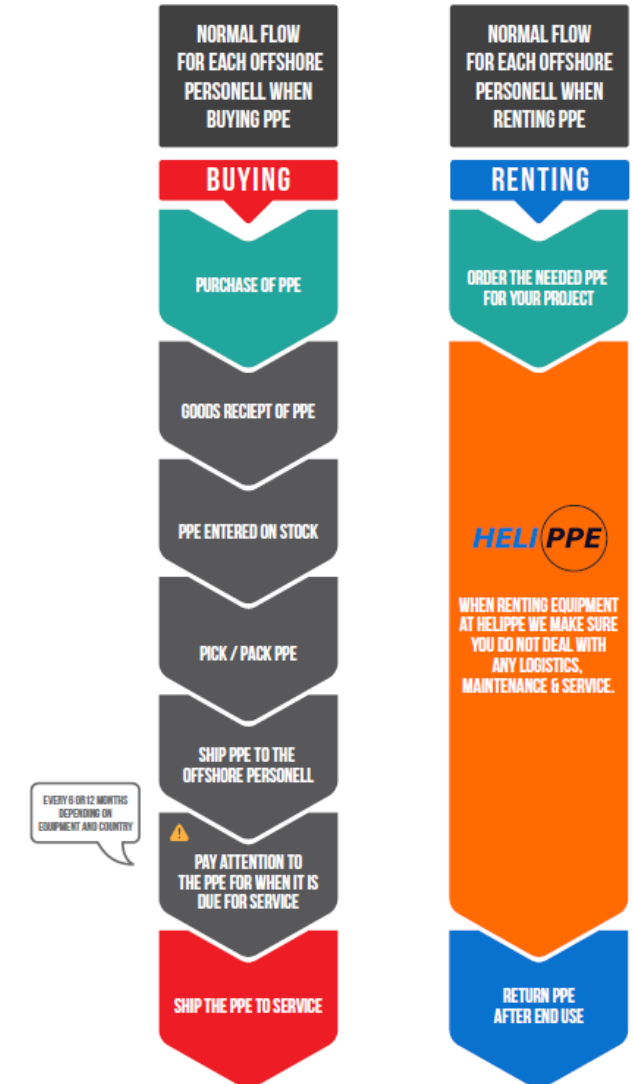 NORMAL FLOW
FOR EACH OFFSHORE
PERSONELL WHEN
BUYING PPE
BUYING
PURCHASE OF PPE
GOODS RECIEPT OF PPE
PPE ENTERED ON STOCK
PICK / PACK PPE
SHIP PPE TO THE
OFFSHORE PERSONELL
EVERY 6 OR 12 MONTHS
DEPENDING ON
EQUIPMENT AND COUNTRY
PAY ATTENTION TO
THE PPE FOR WHEN IT IS
DUE FOR SERVICE
SHIP THE PPE TO SERVICE
NORMAL FLOW
FOR EACH OFFSHORE
PERSONELL WHEN
RENTING PPE
RENTING
ORDER THE NEEDED PPE
FOR YOUR PROJECT
HELI PPE
WHEN RENTING EQUIPMENT
AT HELIPPE WE MAKE SURE
YOU DO NOT DEAL WITH
ANY LOGISTICS,
MAINTENANCE & SERVICE.
RETURN PPE
AFTER END USE